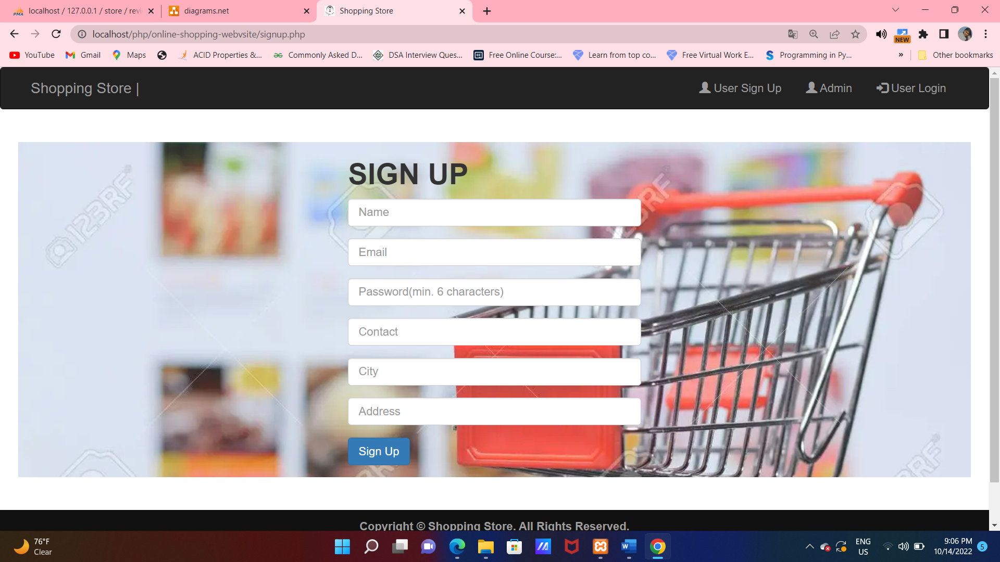 localhost / 127.0.0.1 / store / revi
diagrams.net
Shopping Store
localhost/php/online-shopping-webvsite/signup.php
NEW
YouTube
Gmail
Maps
ACID Properties &...
Commonly Asked D...
DSA Interview Ques...
Free Online Course:...
Learn from top co...
Free Virtual Work E...
Programming in Py...
»
Other bookmarks
Shopping Store |
User Sign Up
Admin
User Login
SIGN UP
Name
Email
Password(min. 6 characters)
Contact
City
Address
Sign Up
123RF
123RF
123RF
Copyright © Shopping Store. All Rights Reserved.
76°F
Clear
ENG
US
9:06 PM
10/14/2022
5